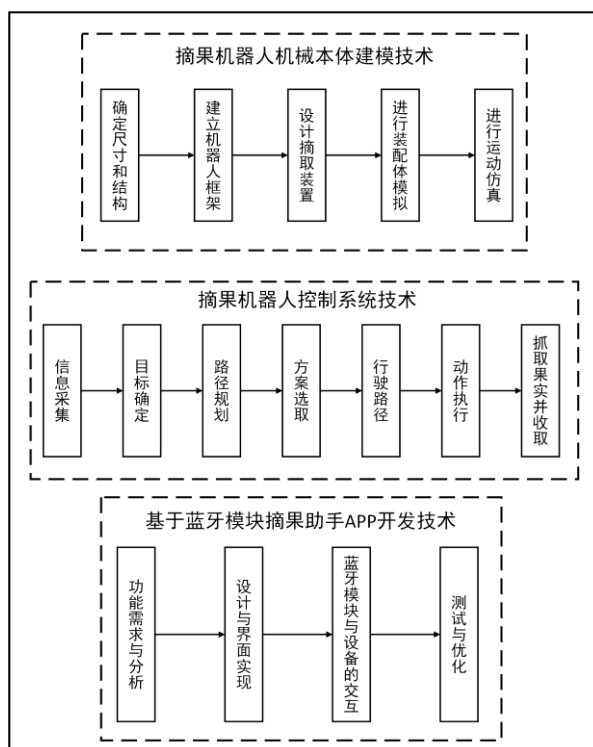 摘果机器人机械本体建模技术
确定尺寸和结构
建立机器人框架
设计摘取装置
进行装配体模拟
进行运动仿真
摘果机器人控制系统技术
信息采集
目标确定
路径规划
方案选取
行驶路径
动作执行
抓取果实并收取
基于蓝牙模块摘果助手APP开发技术
功能需求与分析
设计与界面实现
蓝牙模块与设备的交互
测试与优化